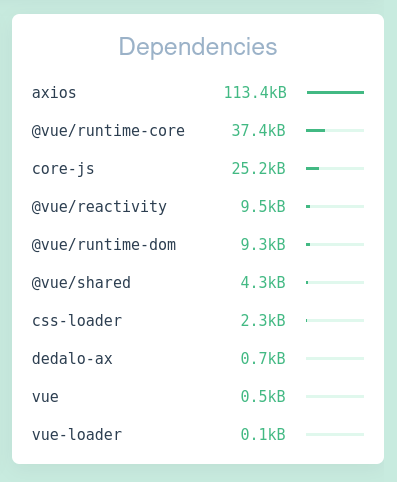 Dependencies
axios 113.4kB
@vue/runtime-core 37.4kB
core-js 25.2kB
@vue/reactivity 9.5kB
@vue/runtime-dom 9.3kB
@vue/shared 4.3kB
css-loader 2.3kB
dedalo-ax 0.7kB
vue 0.5kB
vue-loader 0.1kB